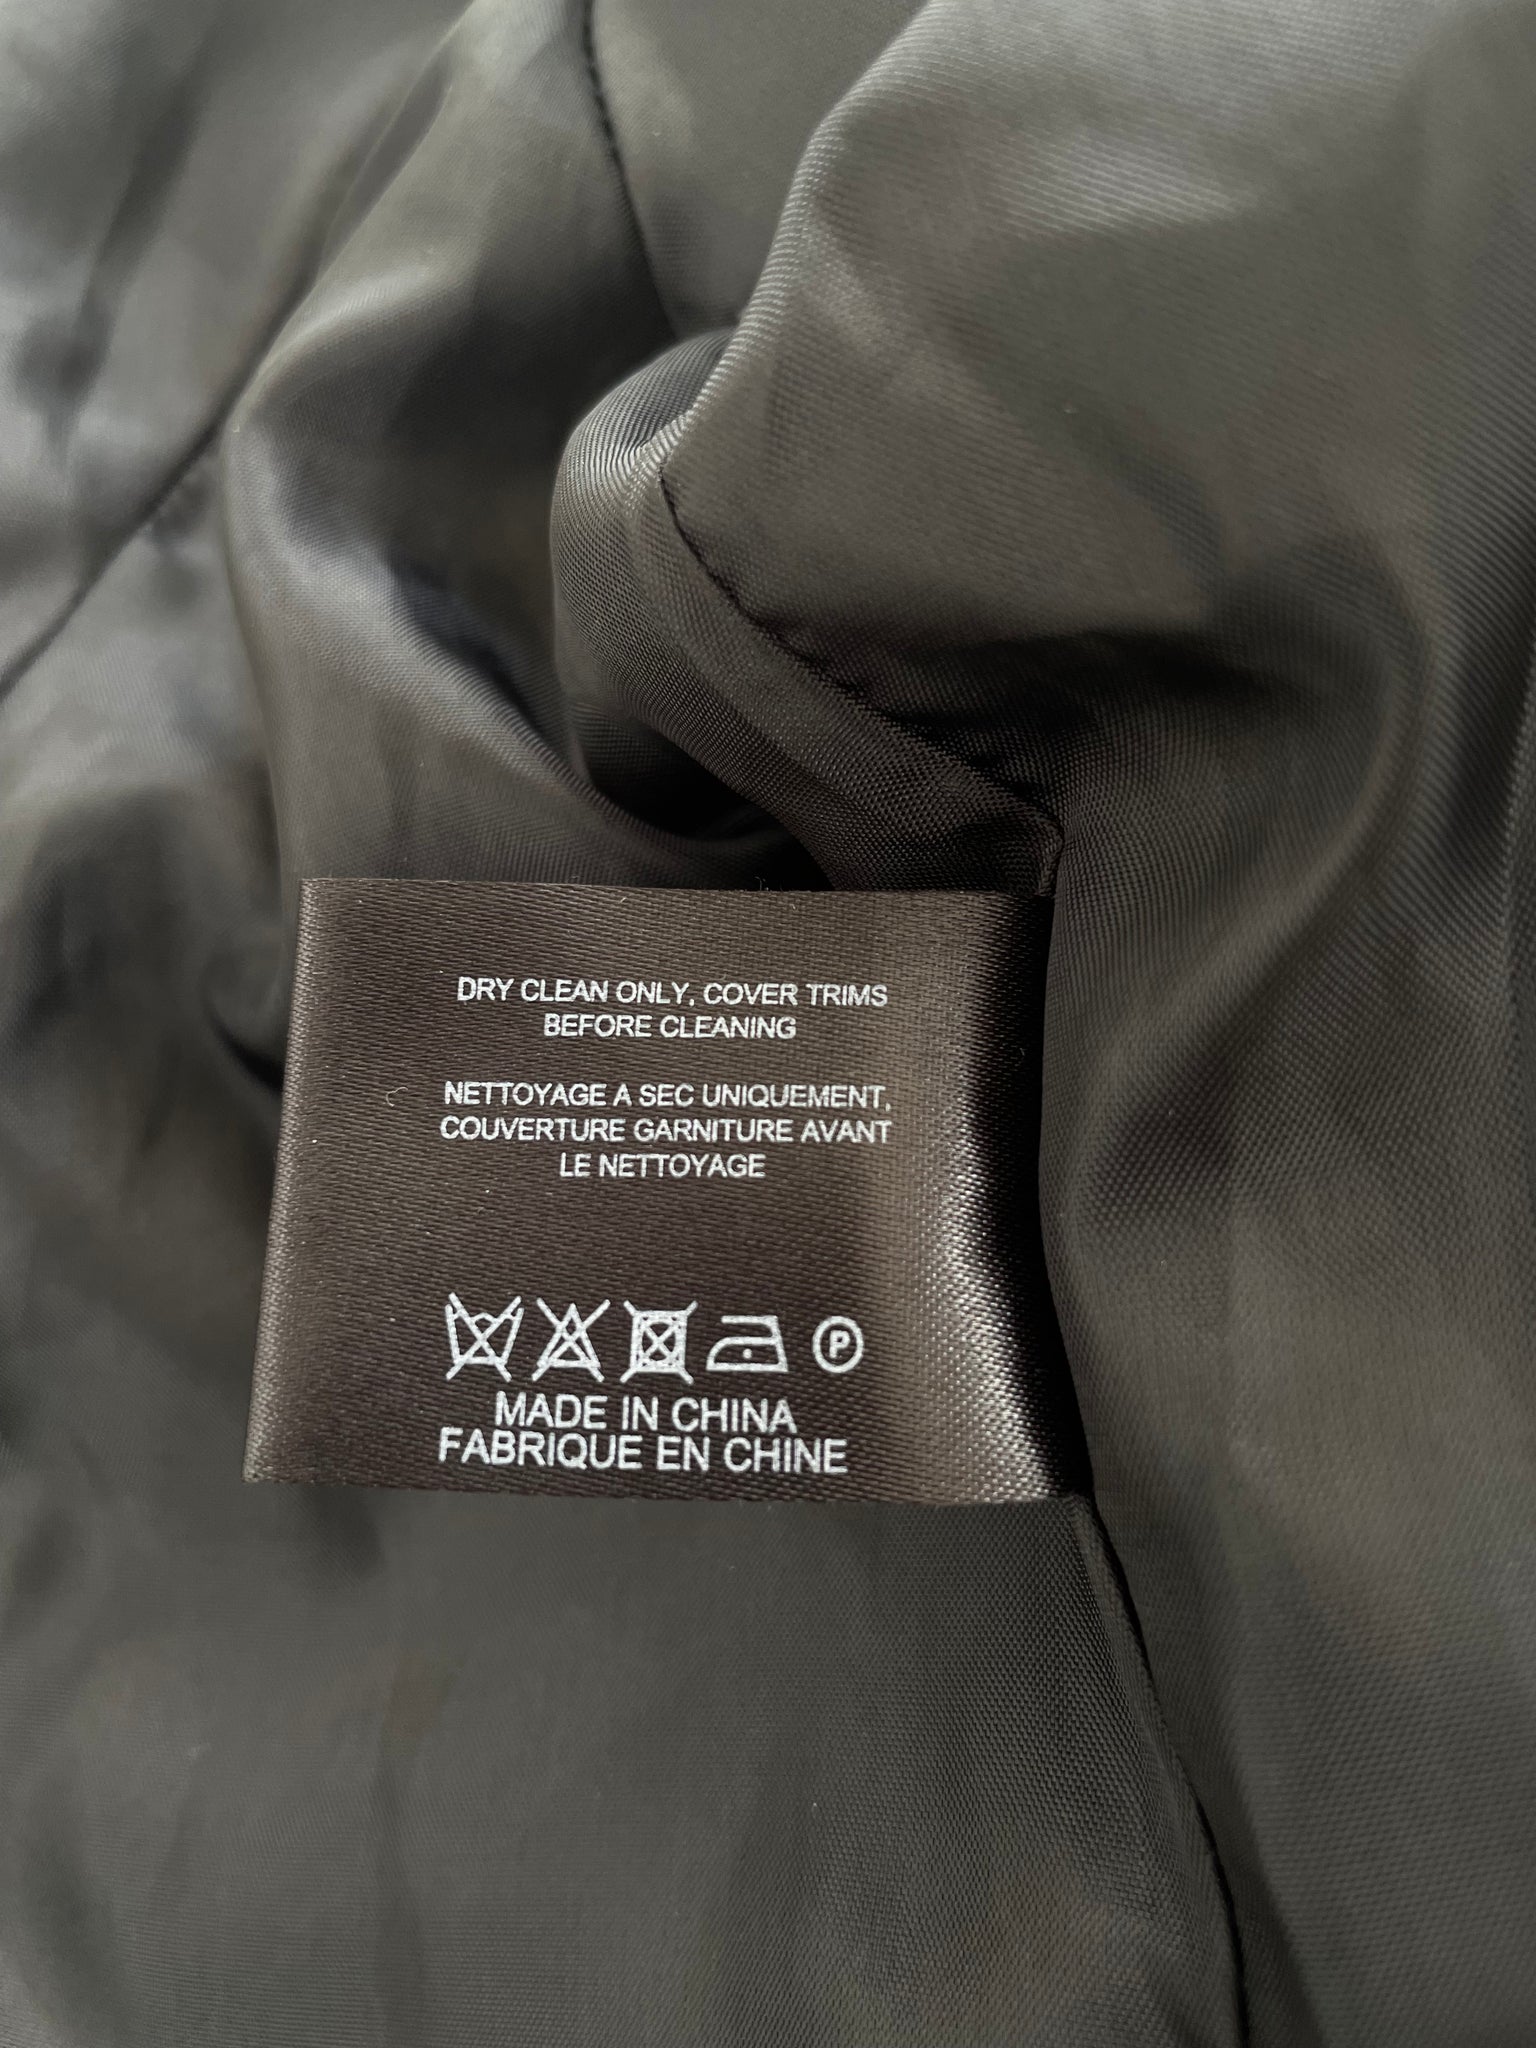 DRY CLEAN ONLY, COVER TRIMS
BEFORE CLEANING
NETTOYAGE A SEC UNIQUEMENT,
COUVERTURE GARNITURE AVANT
LE NETTOYAGE
P
MADE IN CHINA
FABRIQUE EN CHINE